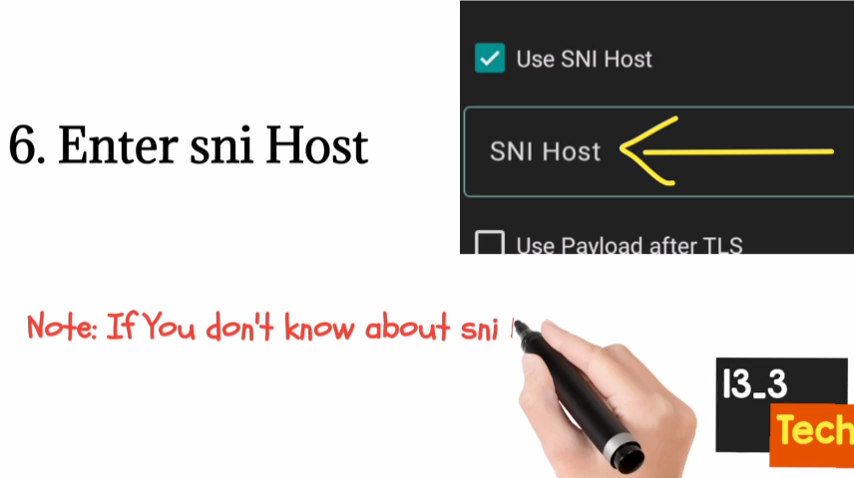 Use SNI Host
6. Enter sni Host
SNI Host
Use Payload after TLS
Note: If You don't know about sni
13_3
Tech